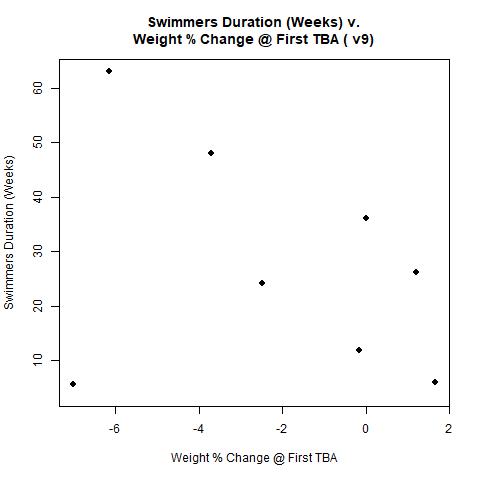 Swimmers Duration (Weeks) v.
Weight % Change @ First TBA ( v9)
Swimmers Duration (Weeks)
60
50
40
30
20
10
-6 -4 -2 0 2
Weight % Change @ First TBA